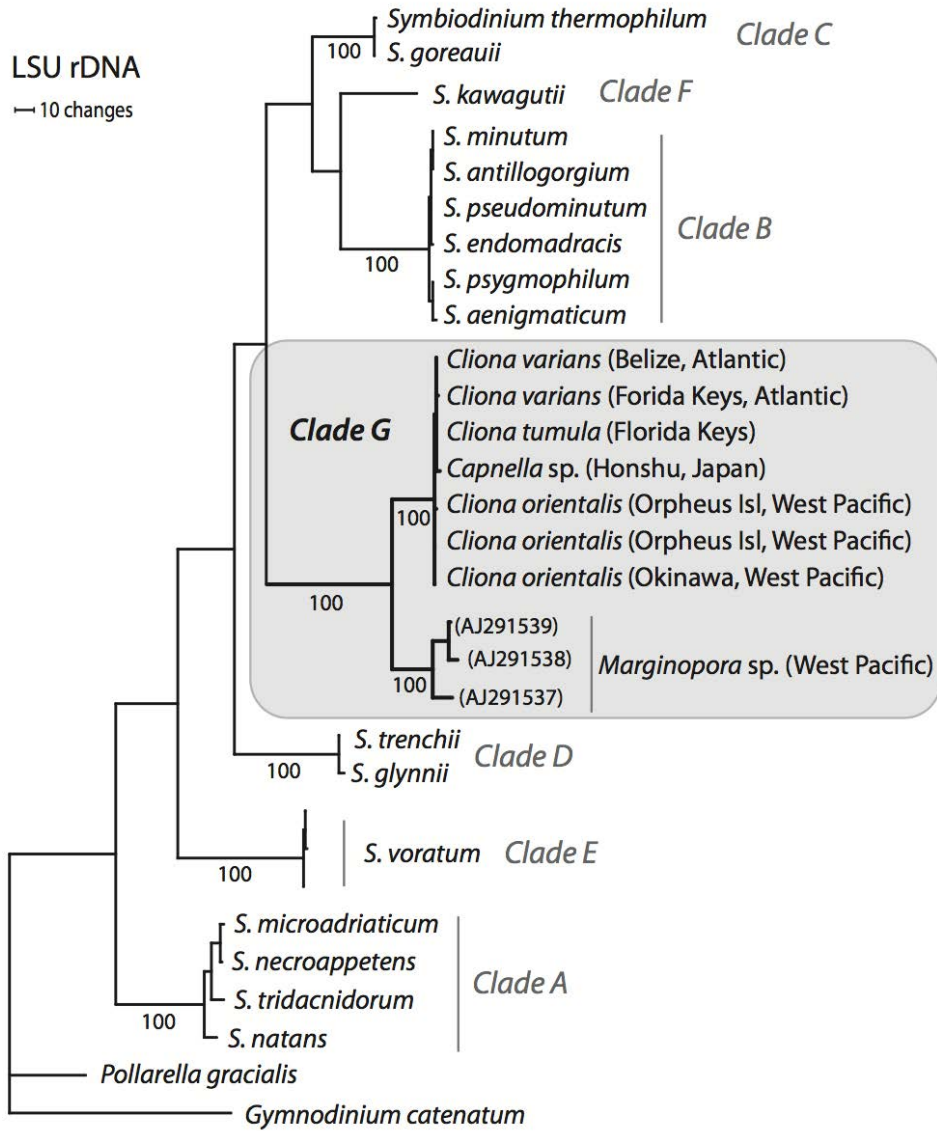 Symbiodinium thermophilum
S. goreauii
100
Clade C
LSU rDNA
10 changes
S. kawagutii
Clade F
S. minutum
S. antillogorgium
S. pseudominutum
S. endomadracis
S. psygmophilum
S. aenigmaticum
100
Clade B
Clade G
Cliona varians (Belize, Atlantic)
Cliona varians (Forida Keys, Atlantic)
Cliona tumula (Florida Keys)
Capnella sp. (Honshu, Japan)
Cliona orientalis (Orpheus Isl, West Pacific)
Cliona orientalis (Orpheus Isl, West Pacific)
Cliona orientalis (Okinawa, West Pacific)
100
100
(AJ291539)
(AJ291538)
(AJ291537)
100
Marginopora sp. (West Pacific)
S. trenchii
S. glynnii
100
Clade D
S. voratum
100
Clade E
S. microadriaticum
S. necroappetens
S. tridacnidorum
S. natans
100
Clade A
Pollarella gracialis
Gymnodinium catenatum